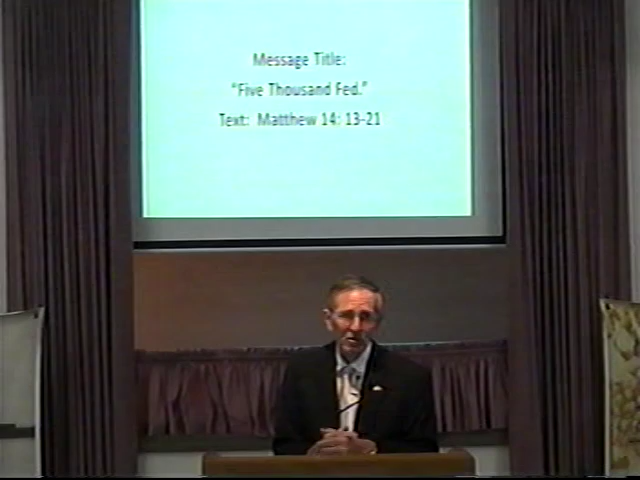 Message Title:
"Five Thousand Fed."
Text: Matthew 14: 13-21